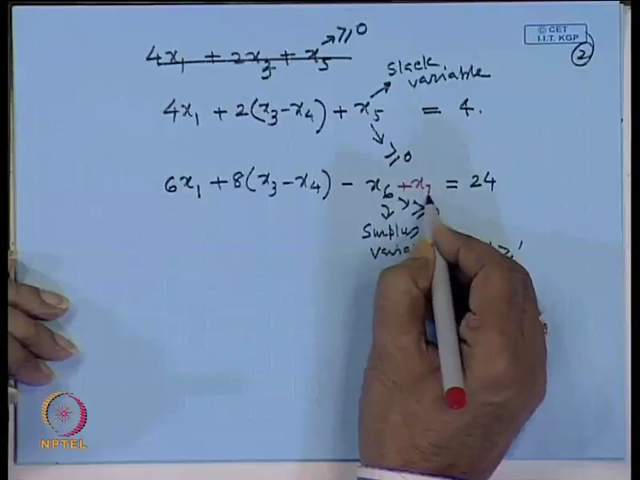 © CET
I.I.T. KGP
2
4x₁ + 2x₃ + x₅ ≥ 0
slack variable
4x₁ + 2(x₃ - x₄) + x₅ = 4.
≥ 0
6x₁ + 8(x₃ - x₄) - x₆ + x₇ = 24
Surplus
NPTEL